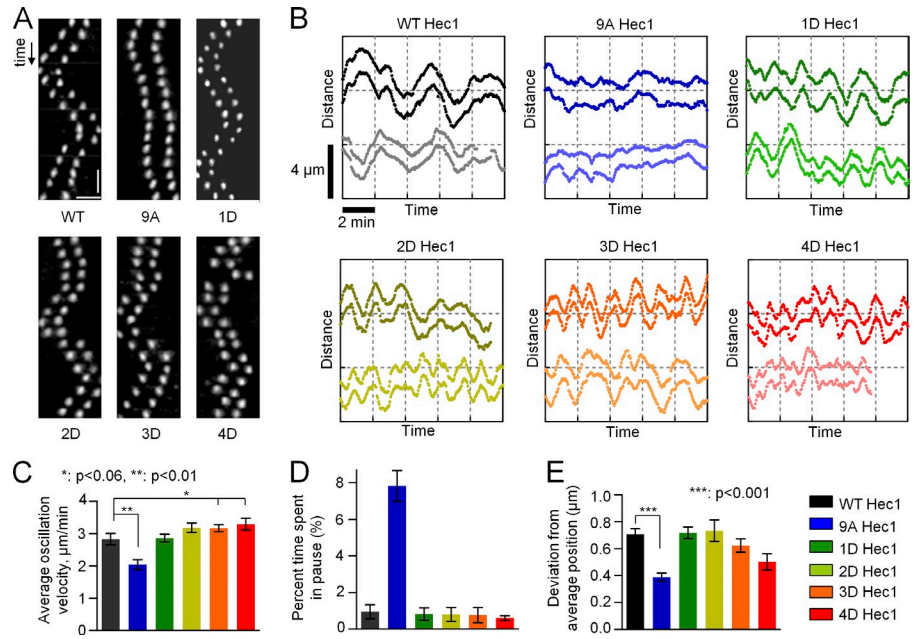 A
time
WT
9A
1D
2D
3D
4D
B
WT Hec1
9A Hec1
1D Hec1
Distance
Distance
Distance
4 µm
Time
Time
Time
2 min
2D Hec1
3D Hec1
4D Hec1
Distance
Distance
Distance
Time
Time
Time
C
*: p<0.06, **: p<0.01
Average oscillation
velocity, µm/min
4
3
2
1
0
**
*
D
Percent time spent
in pause (%)
8
6
4
2
0
E
Deviation from
average position (µm)
1.0
0.8
0.6
0.4
0.2
0.0
***: p<0.001
***
WT Hec1
9A Hec1
1D Hec1
2D Hec1
3D Hec1
4D Hec1